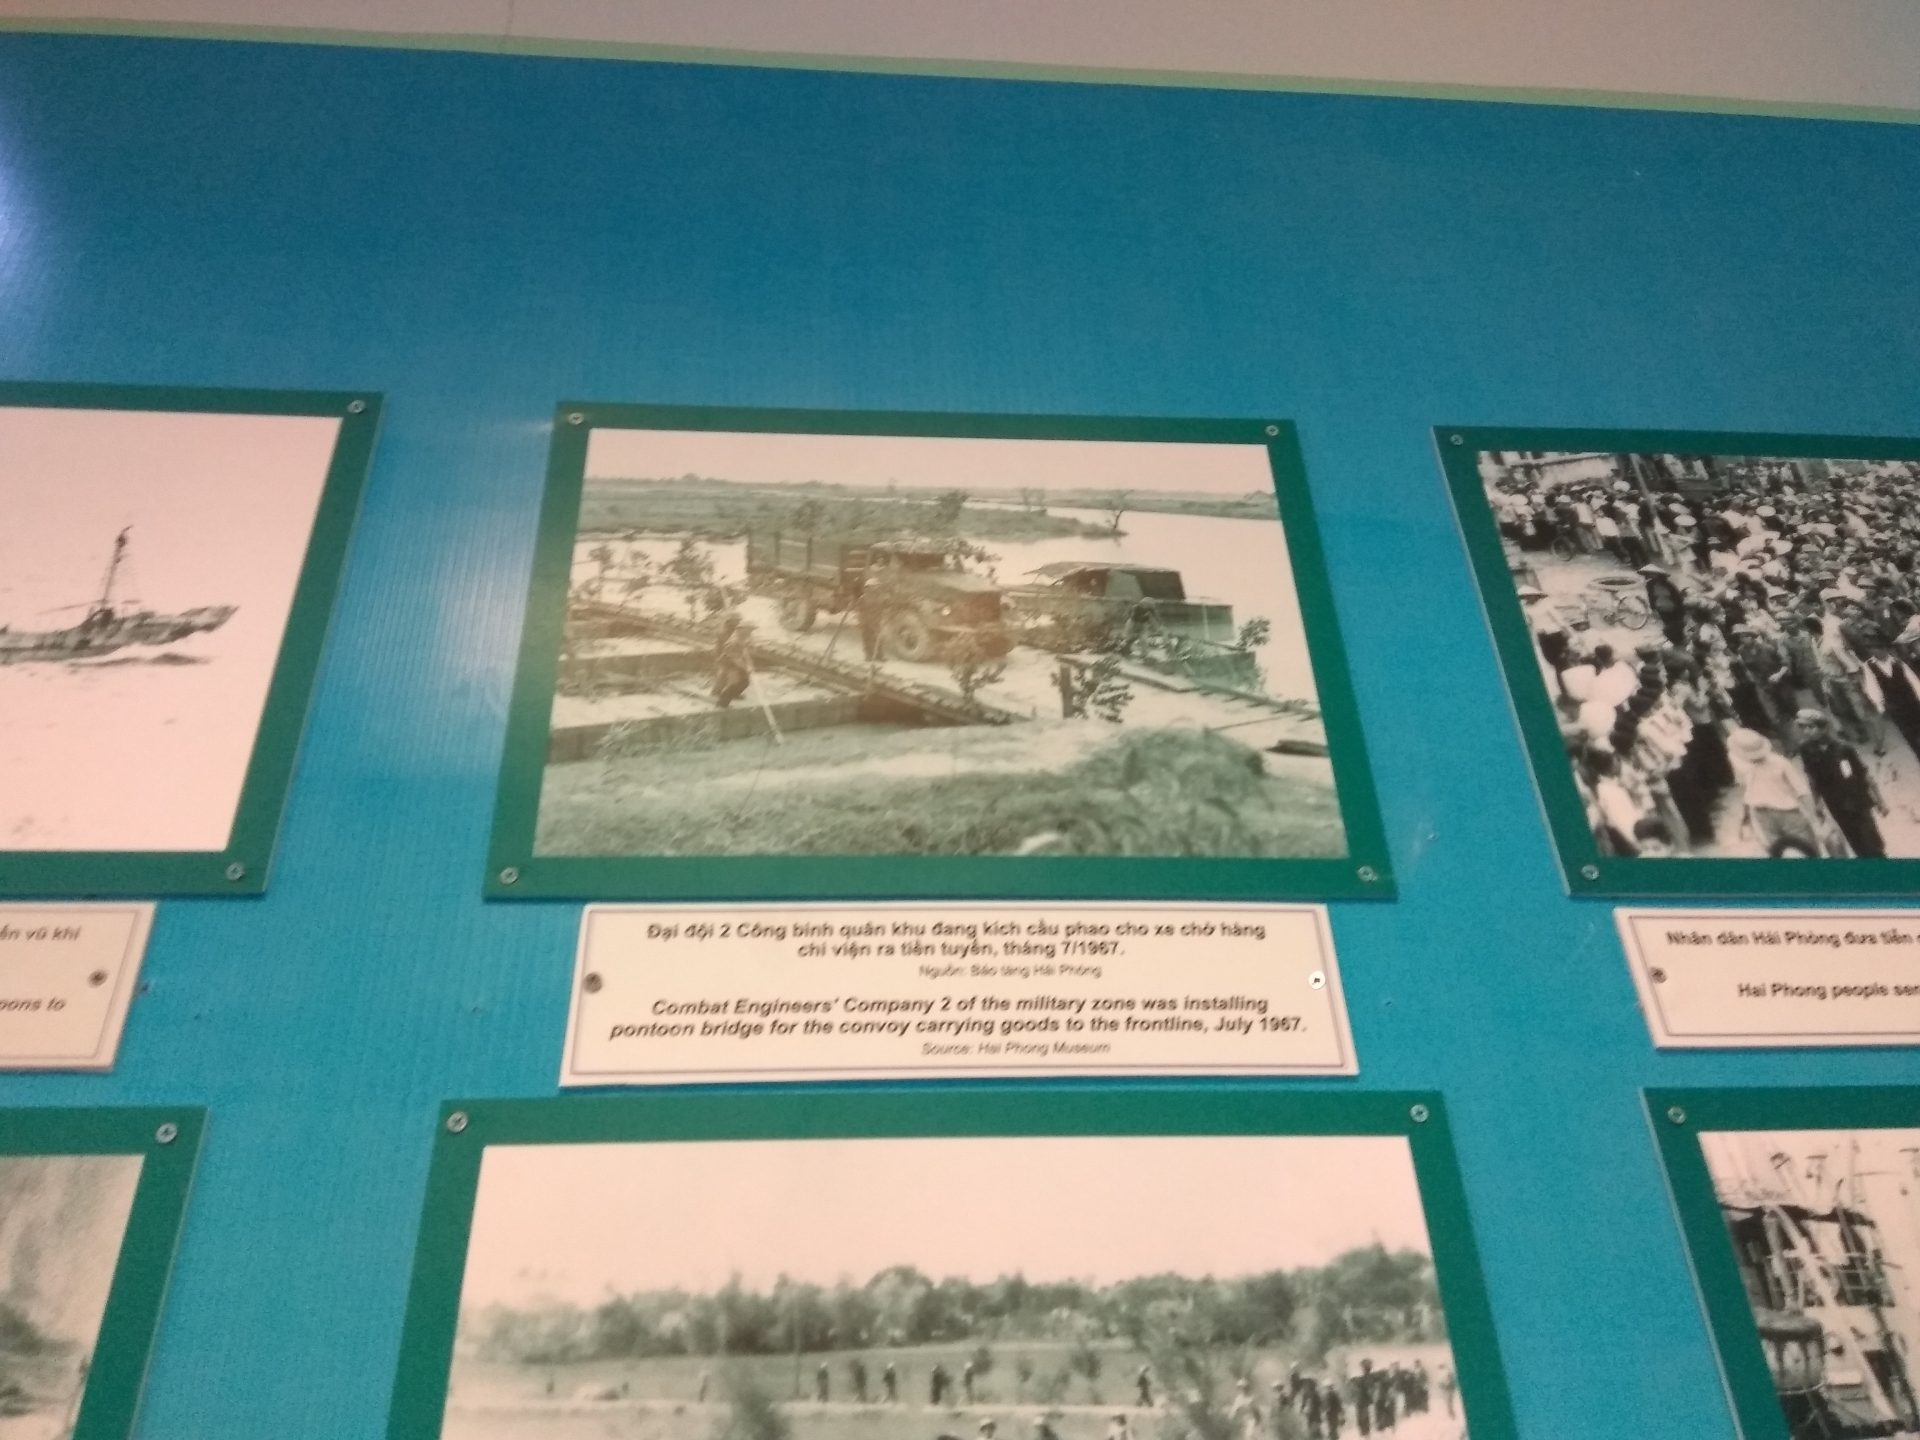 ến vũ khí
pons to
Đại đội 2 Công binh quân khu đang kích cầu phao cho xe chở hàng
chi viện ra tiền tuyến, tháng 7/1967.
Nguồn: Bảo tàng Hải Phòng
Combat Engineers' Company 2 of the military zone was installing
pontoon bridge for the convoy carrying goods to the frontline, July 1967.
Source: Hai Phong Museum
Nhân dân Hải Phòng đưa tiễn
Hai Phong people